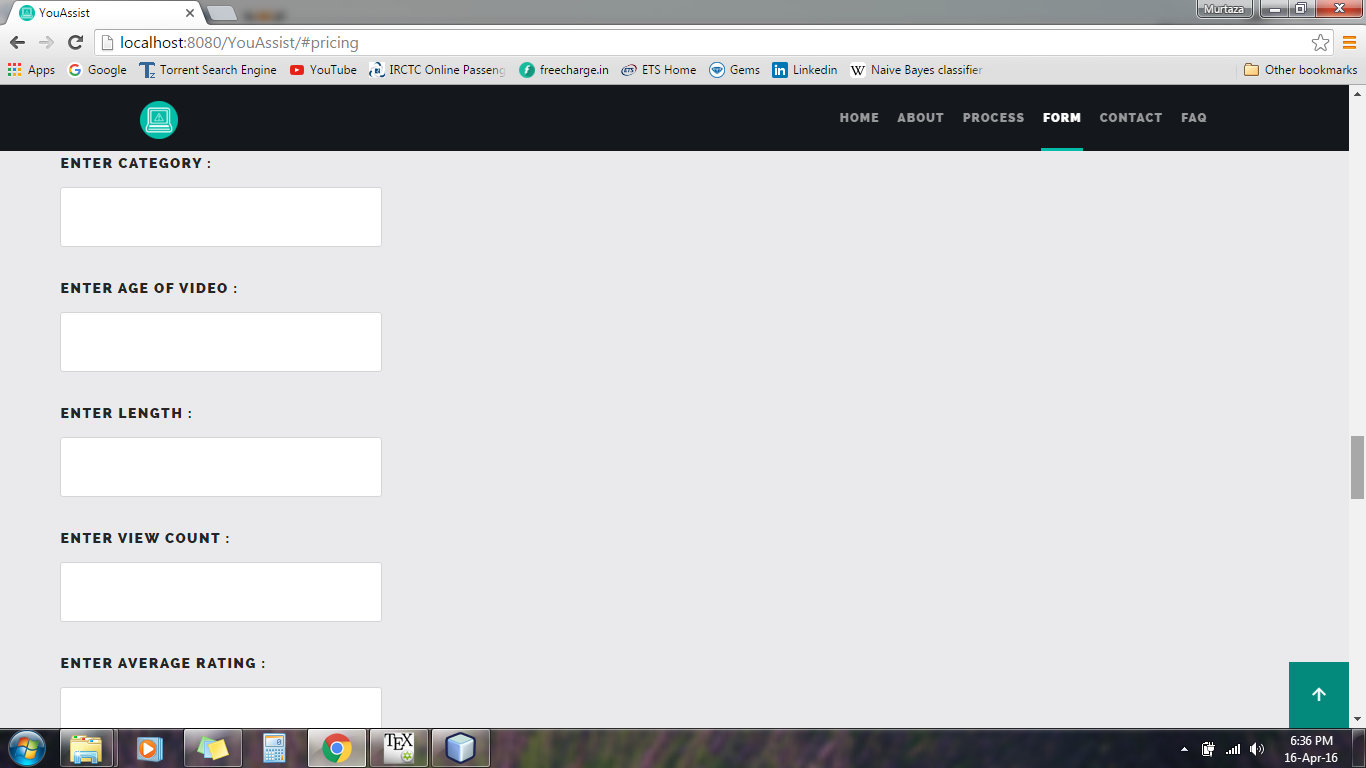 YouAssist
Murtaza
localhost:8080/YouAssist/#pricing
Apps Google Torrent Search Engine YouTube IRCTC Online Passeng freecharge.in ETS Home Gems Linkedin Naive Bayes classifier Other bookmarks
HOME ABOUT PROCESS FORM CONTACT FAQ
ENTER CATEGORY :
ENTER AGE OF VIDEO :
ENTER LENGTH :
ENTER VIEW COUNT :
ENTER AVERAGE RATING :
TEX
6:36 PM
16-Apr-16